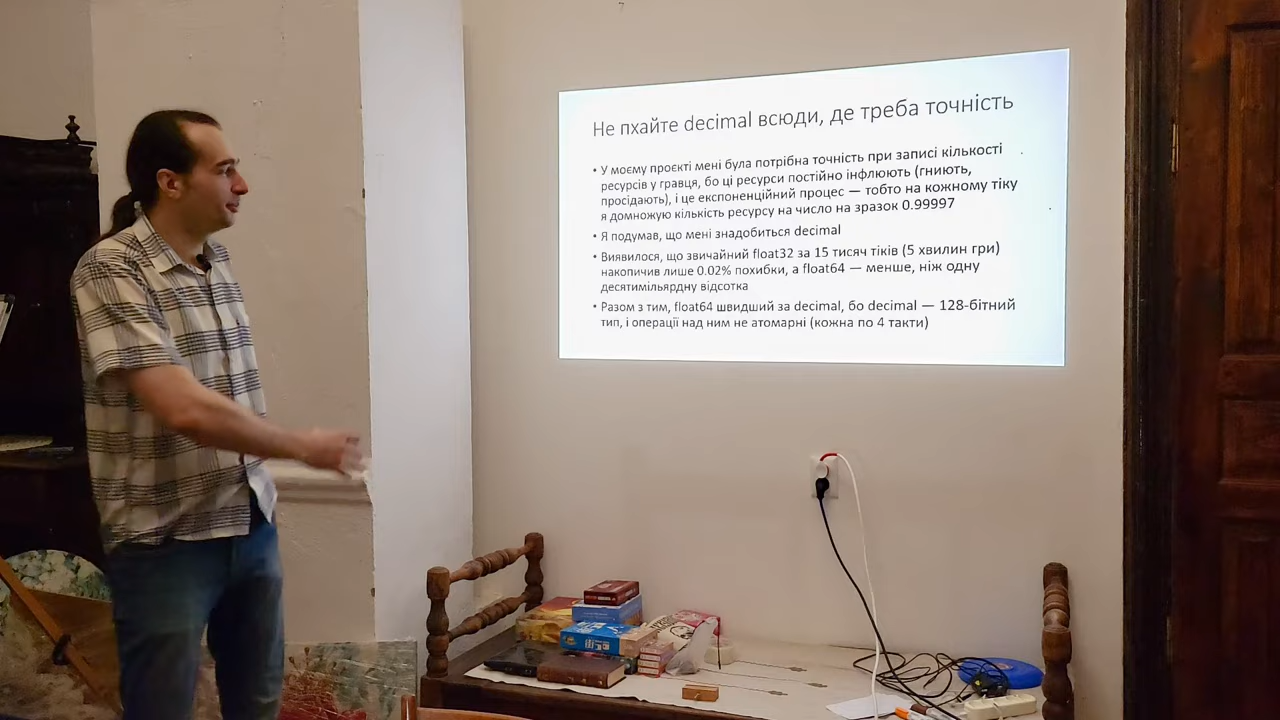 Не пхайте decimal всюди, де треба точність
• У моєму проєкті мені була потрібна точність при записі кількості
ресурсів у гравця, бо ці ресурси постійно інфлюють (гниють,
просідають), і це експоненційний процес — тобто на кожному тіку
я домножую кількість ресурсу на число на зразок 0.99997
• Я подумав, що мені знадобиться decimal
• Виявилося, що звичайний float32 за 15 тисяч тіків (5 хвилин гри)
накопичив лише 0.02% похибки, а float64 — менше, ніж одну
десятимільярдну відсотка
• Разом з тим, float64 швидший за decimal, бо decimal — 128-бітний
тип, і операції над ним не атомарні (кожна по 4 такти)